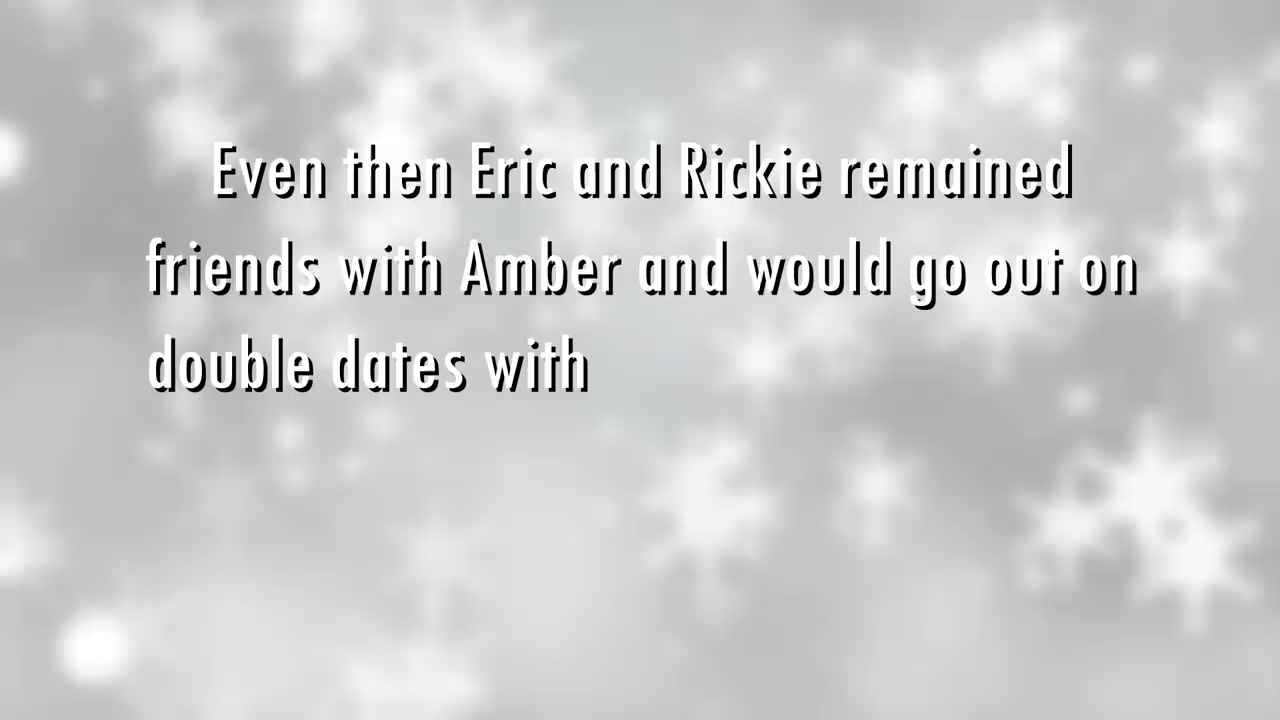 Even then Eric and Rickie remained
friends with Amber and would go out on
double dates with